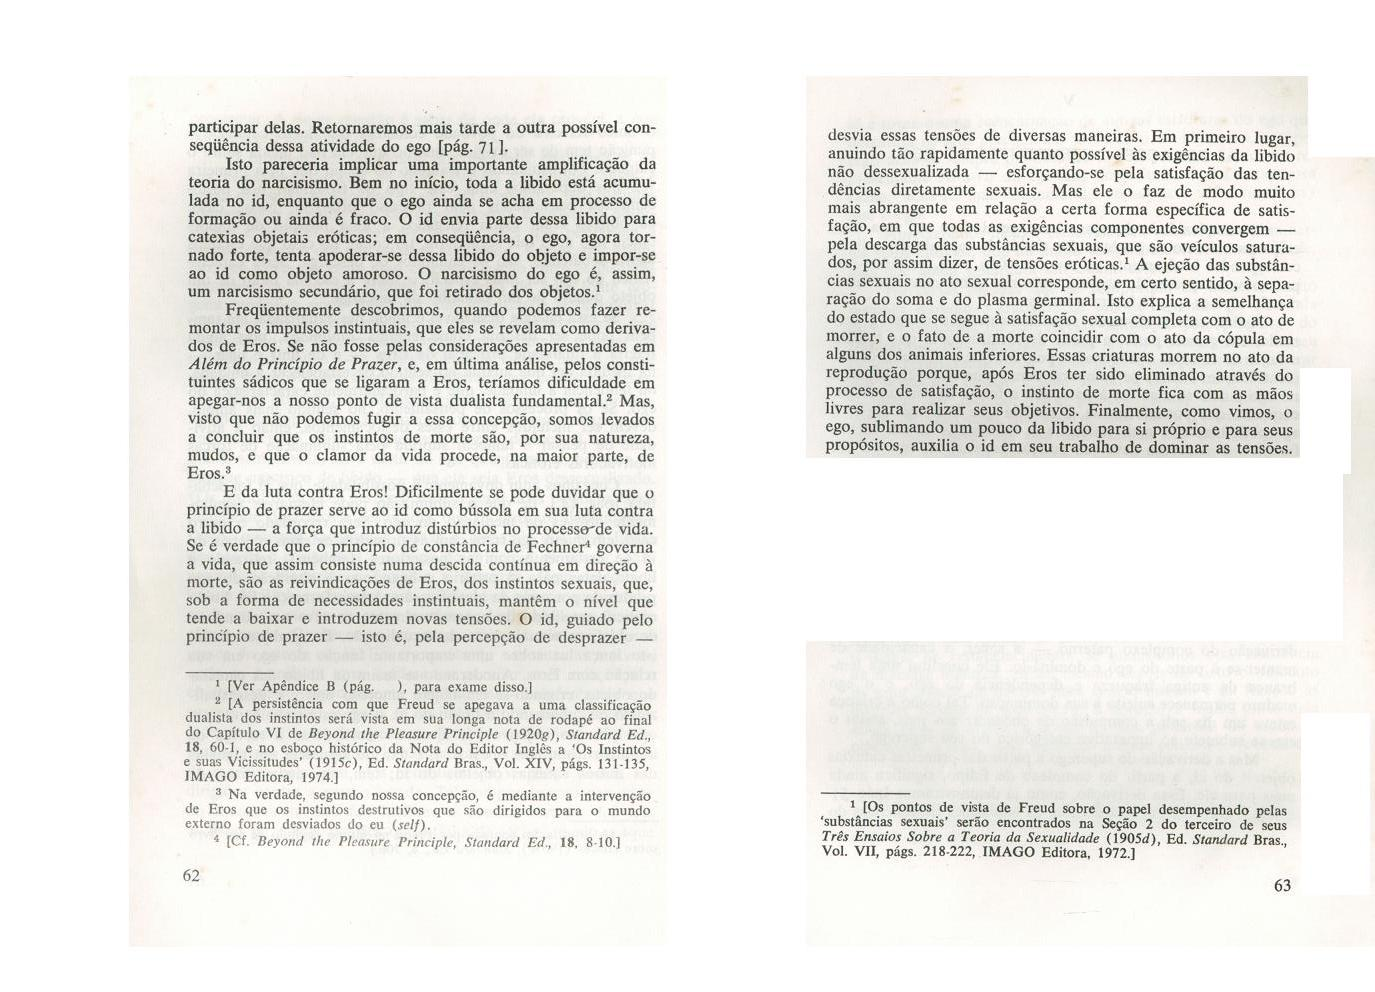 participar delas. Retornaremos mais tarde a outra possível con-
seqüência dessa atividade do ego [pág. 71].
Isto pareceria implicar uma importante amplificação da
teoria do narcisismo. Bem no início, toda a libido está acumu-
lada no id, enquanto que o ego ainda se acha em processo de
formação ou ainda é fraco. O id envia parte dessa libido para
catexias objetais eróticas; em conseqüência, o ego, agora tor-
nado forte, tenta apoderar-se dessa libido do objeto e impor-se
ao id como objeto amoroso. O narcisismo do ego é, assim,
um narcisismo secundário, que foi retirado dos objetos.¹
Freqüentemente descobrimos, quando podemos fazer re-
montar os impulsos instintuais, que eles se revelam como deriva-
dos de Eros. Se não fosse pelas considerações apresentadas em
Além do Princípio de Prazer, e, em última análise, pelos consti-
tuintes sádicos que se ligaram a Eros, teríamos dificuldade em
apegar-nos a nosso ponto de vista dualista fundamental.² Mas,
visto que não podemos fugir a essa concepção, somos levados
a concluir que os instintos de morte são, por sua natureza,
mudos, e que o clamor da vida procede, na maior parte, de
Eros.³
E da luta contra Eros! Dificilmente se pode duvidar que o
princípio de prazer serve ao id como bússola em sua luta contra
a libido — a força que introduz distúrbios no processo de vida.
Se é verdade que o princípio de constância de Fechner⁴ governa
a vida, que assim consiste numa descida contínua em direção à
morte, são as reivindicações de Eros, dos instintos sexuais, que,
sob a forma de necessidades instintuais, mantêm o nível que
tende a baixar e introduzem novas tensões. O id, guiado pelo
princípio de prazer — isto é, pela percepção de desprazer —
¹ [Ver Apêndice B (pág. ), para exame disso.]
² [A persistência com que Freud se apegava a uma classificação
dualista dos instintos será vista em sua longa nota de rodapé ao final
do Capítulo VI de Beyond the Pleasure Principle (1920g), Standard Ed.,
18, 60-1, e no esboço histórico da Nota do Editor Inglês a ‘Os Instintos
e suas Vicissitudes’ (1915c), Ed. Standard Bras., Vol. XIV, págs. 131-135,
IMAGO Editora, 1974.]
³ Na verdade, segundo nossa concepção, é mediante a intervenção
de Eros que os instintos destrutivos que são dirigidos para o mundo
externo foram desviados do eu (self).
⁴ [Cf. Beyond the Pleasure Principle, Standard Ed., 18, 8-10.]
62
desvia essas tensões de diversas maneiras. Em primeiro lugar,
anuindo tão rapidamente quanto possível às exigências da libido
não dessexualizada — esforçando-se pela satisfação das ten-
dências diretamente sexuais. Mas ele o faz de modo muito
mais abrangente em relação a certa forma específica de satis-
fação, em que todas as exigências componentes convergem —
pela descarga das substâncias sexuais, que são veículos satura-
dos, por assim dizer, de tensões eróticas.¹ A ejeção das substân-
cias sexuais no ato sexual corresponde, em certo sentido, à sepa-
ração do soma e do plasma germinal. Isto explica a semelhança
do estado que se segue à satisfação sexual completa com o ato de
morrer, e o fato de a morte coincidir com o ato da cópula em
alguns dos animais inferiores. Essas criaturas morrem no ato da
reprodução porque, após Eros ter sido eliminado através do
processo de satisfação, o instinto de morte fica com as mãos
livres para realizar seus objetivos. Finalmente, como vimos, o
ego, sublimando um pouco da libido para si próprio e para seus
propósitos, auxilia o id em seu trabalho de dominar as tensões.
¹ [Os pontos de vista de Freud sobre o papel desempenhado pelas
‘substâncias sexuais’ serão encontrados na Seção 2 do terceiro de seus
Três Ensaios Sobre a Teoria da Sexualidade (1905d), Ed. Standard Bras.,
Vol. VII, págs. 218-222, IMAGO Editora, 1972.]
63